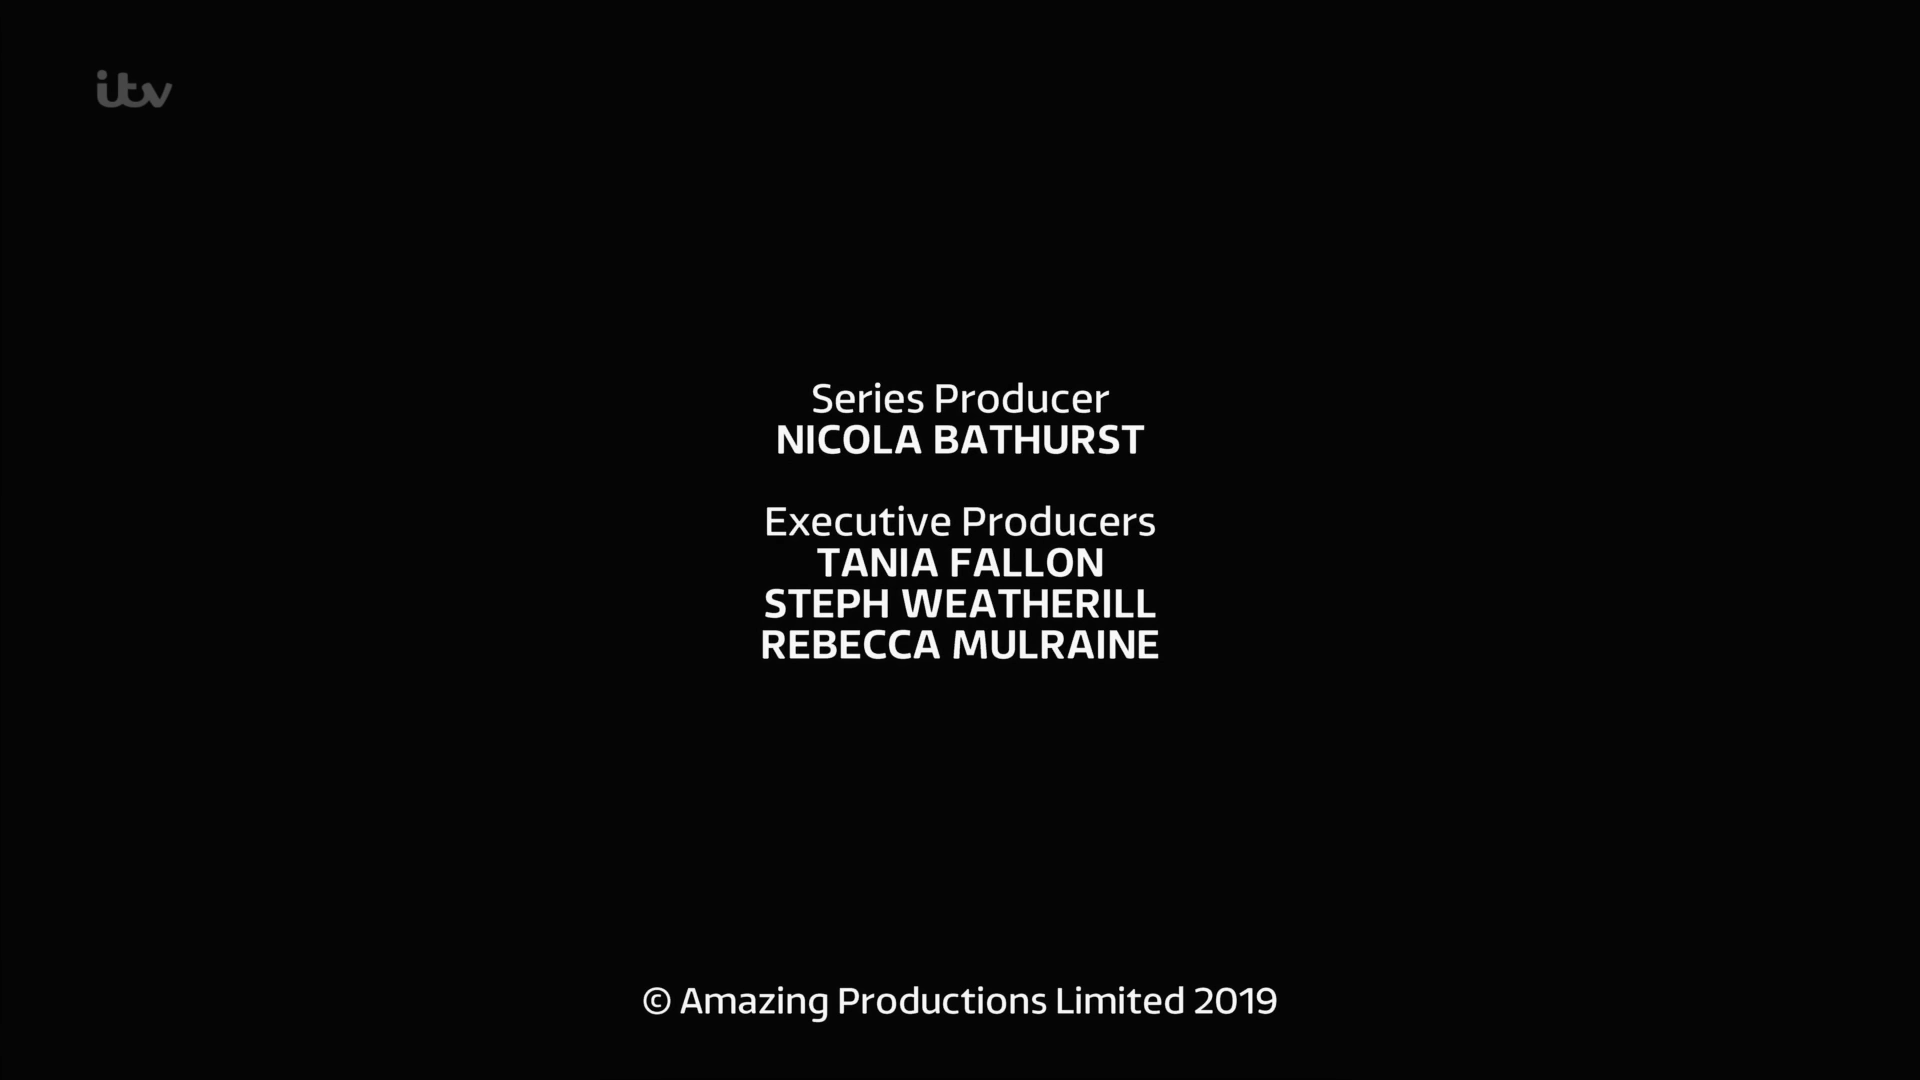 itv
Series Producer
NICOLA BATHURST
Executive Producers
TANIA FALLON
STEPH WEATHERILL
REBECCA MULRAINE
© Amazing Productions Limited 2019